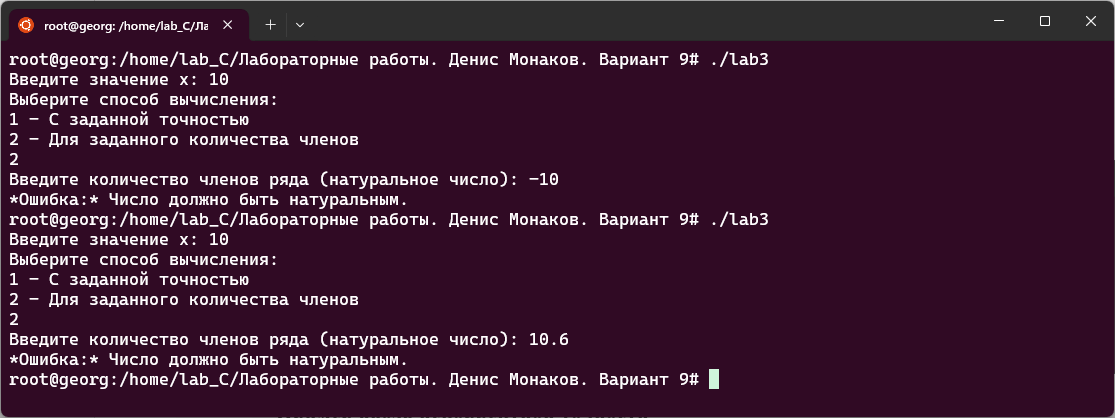 root@georg: /home/lab_C/Ла
root@georg:/home/lab_C/Лабораторные работы. Денис Монаков. Вариант 9# ./lab3
Введите значение x: 10
Выберите способ вычисления:
1 - С заданной точностью
2 - Для заданного количества членов
2
Введите количество членов ряда (натуральное число): -10
*Ошибка:* Число должно быть натуральным.
root@georg:/home/lab_C/Лабораторные работы. Денис Монаков. Вариант 9# ./lab3
Введите значение x: 10
Выберите способ вычисления:
1 - С заданной точностью
2 - Для заданного количества членов
2
Введите количество членов ряда (натуральное число): 10.6
*Ошибка:* Число должно быть натуральным.
root@georg:/home/lab_C/Лабораторные работы. Денис Монаков. Вариант 9#